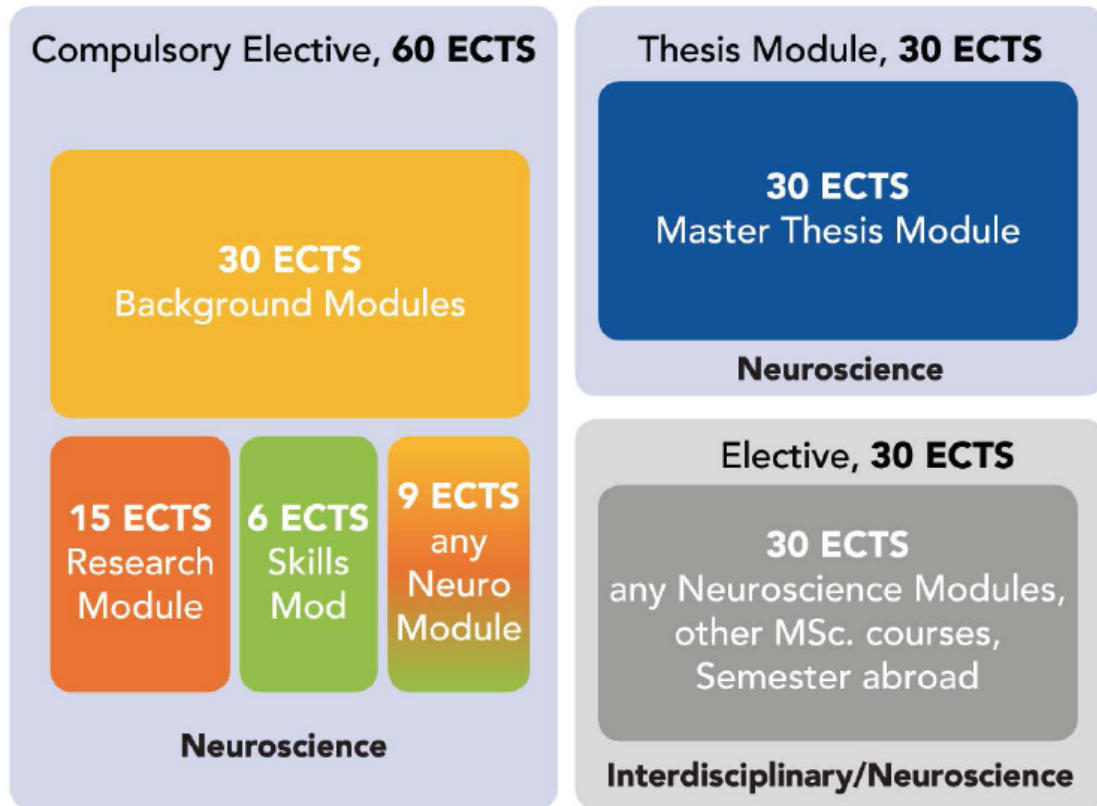 Compulsory Elective, 60 ECTS
30 ECTS
Background Modules
15 ECTS
Research
Module
6 ECTS
Skills
Mod
9 ECTS
any
Neuro
Module
Neuroscience
Thesis Module, 30 ECTS
30 ECTS
Master Thesis Module
Neuroscience
Elective, 30 ECTS
30 ECTS
any Neuroscience Modules,
other MSc. courses,
Semester abroad
Interdisciplinary/Neuroscience